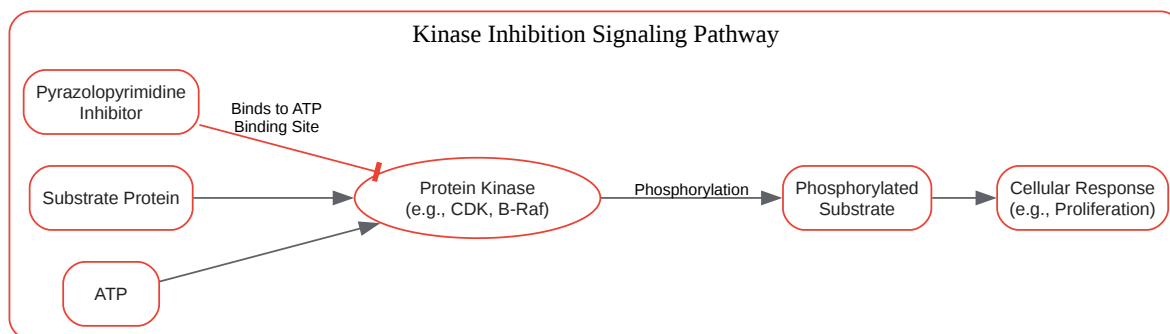 Kinase Inhibition Signaling Pathway
Pyrazolopyrimidine
Inhibitor
Binds to ATP
Binding Site
Substrate Protein
Protein Kinase
(e.g., CDK, B-Raf)
Phosphorylation
Phosphorylated
Substrate
Cellular Response
(e.g., Proliferation)
ATP